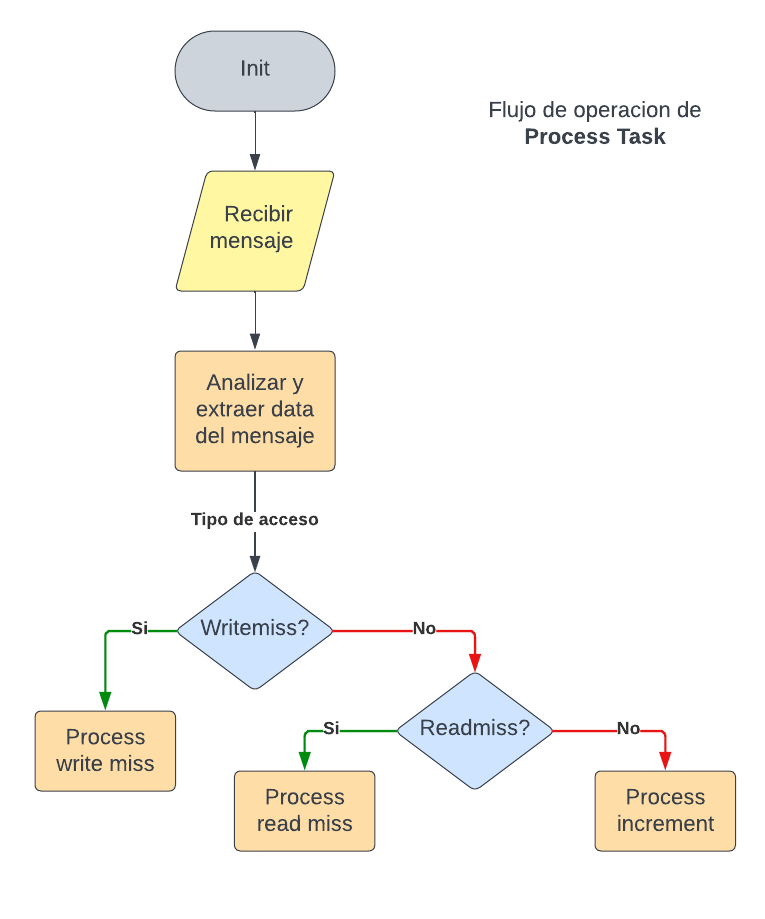 Init
Flujo de operacion de
Process Task
Recibir
mensaje
Analizar y
extraer data
del mensaje
Tipo de acceso
Writemiss?
Si
No
Process
write miss
Readmiss?
Si
No
Process
read miss
Process
increment